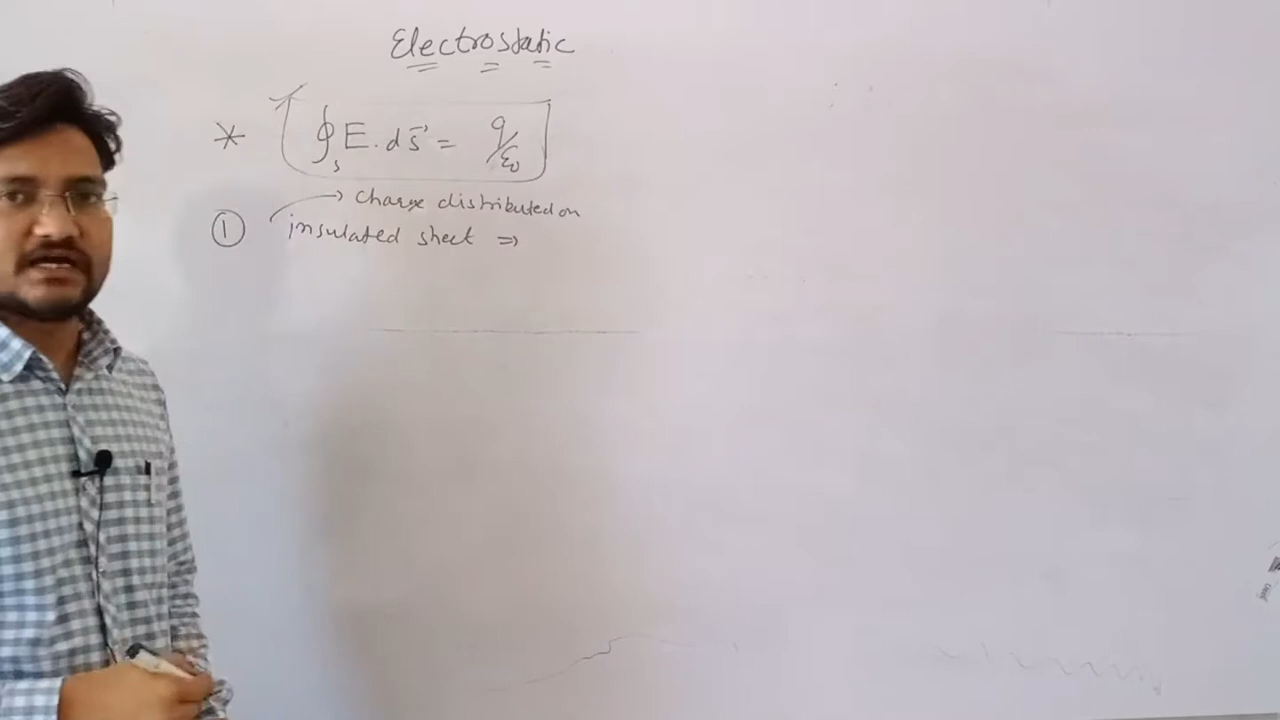 Electrostatic
* ∮s E. ds⃗ = q/ε0
→ Charge distributed on
① insulated sheet ⇒